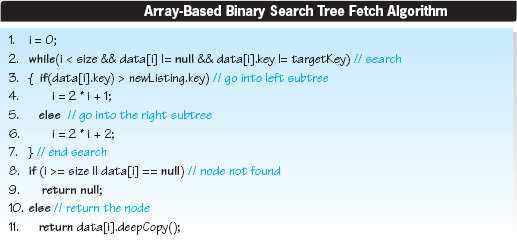 Array-Based Binary Search Tree Fetch Algorithm
1. i = 0;
2. while(i < size && data[i] != null && data[i].key != targetKey) // search
3. { if(data[i].key) > newListing.key) // go into left subtree
4. i = 2 * i + 1;
5. else // go into the right subtree
6. i = 2 * i + 2;
7. } // end search
8. if (i >= size || data[i] == null) // node not found
9. return null;
10. else // return the node
11. return data[i].deepCopy();